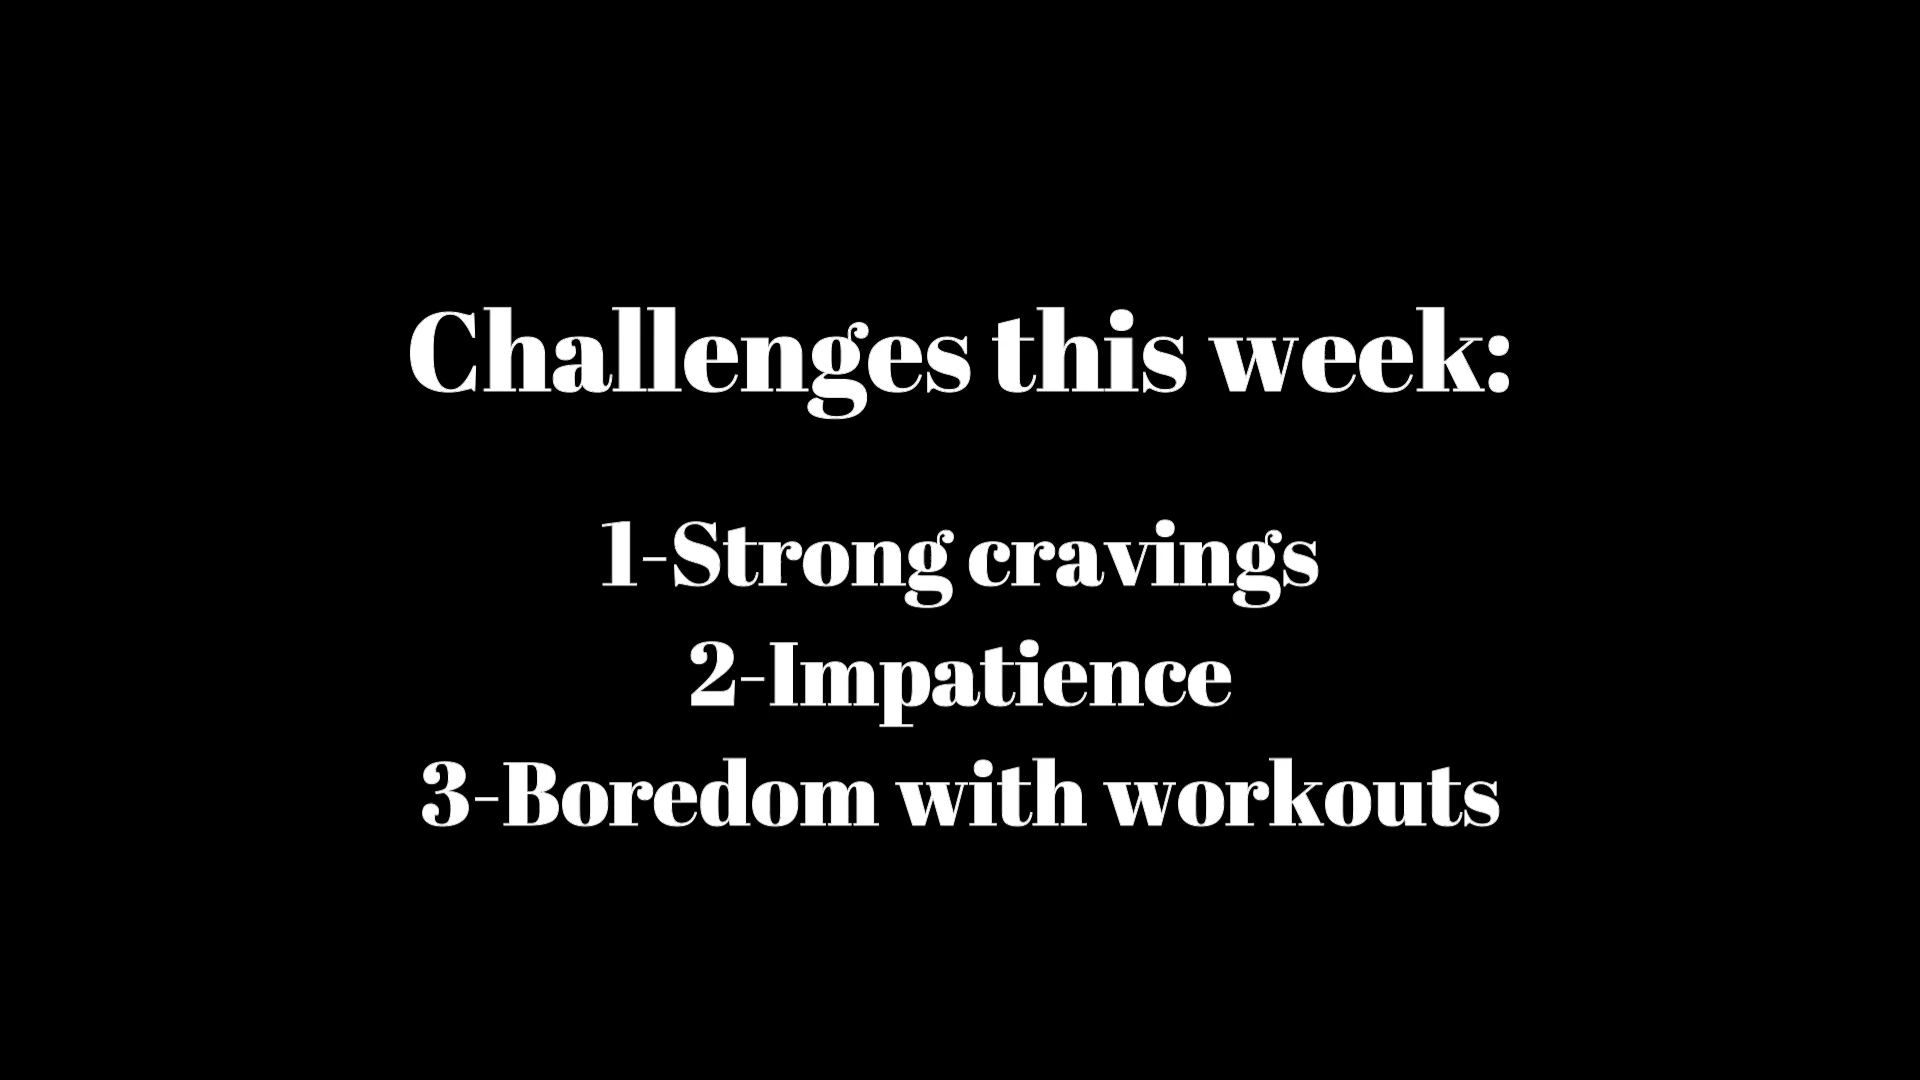 Challenges this week:
1-Strong cravings
2-Impatience
3-Boredom with workouts